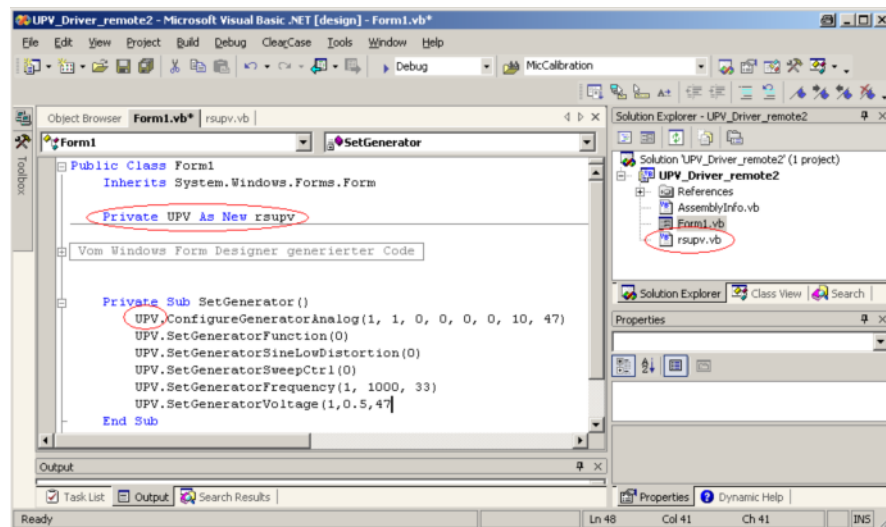 UPV_Driver_remote2 - Microsoft Visual Basic .NET [design] - Form1.vb*
File Edit View Project Build Debug ClearCase Tools Window Help
Debug MicCalibration
Object Browser Form1.vb* rsupv.vb
Form1 SetGenerator
Toolbox
Public Class Form1
Inherits System.Windows.Forms.Form
Private UPV As New rsupv
Vom Windows Form Designer generierter Code
Private Sub SetGenerator()
UPV.ConfigureGeneratorAnalog(1, 1, 0, 0, 0, 0, 10, 47)
UPV.SetGeneratorFunction(0)
UPV.SetGeneratorSineLowDistortion(0)
UPV.SetGeneratorSweepCtrl(0)
UPV.SetGeneratorFrequency(1, 1000, 33)
UPV.SetGeneratorVoltage(1,0.5,47
End Sub
Solution Explorer - UPV_Driver_remote2
Solution 'UPV_Driver_remote2' (1 project)
UPV_Driver_remote2
References
AssemblyInfo.vb
Form1.vb
rsupv.vb
Solution Explorer Class View Search
Properties
Output
Task List Output Search Results
Properties Dynamic Help
Ready Ln 48 Col 41 Ch 41 INS